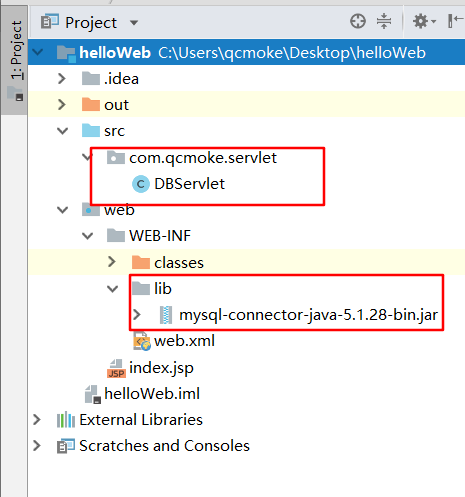 1: Project
Project
helloWeb C:\Users\qcmoke\Desktop\helloWeb
.idea
out
src
com.qcmoke.servlet
C DBServlet
web
WEB-INF
classes
lib
mysql-connector-java-5.1.28-bin.jar
web.xml
JSP index.jsp
helloWeb.iml
External Libraries
Scratches and Consoles